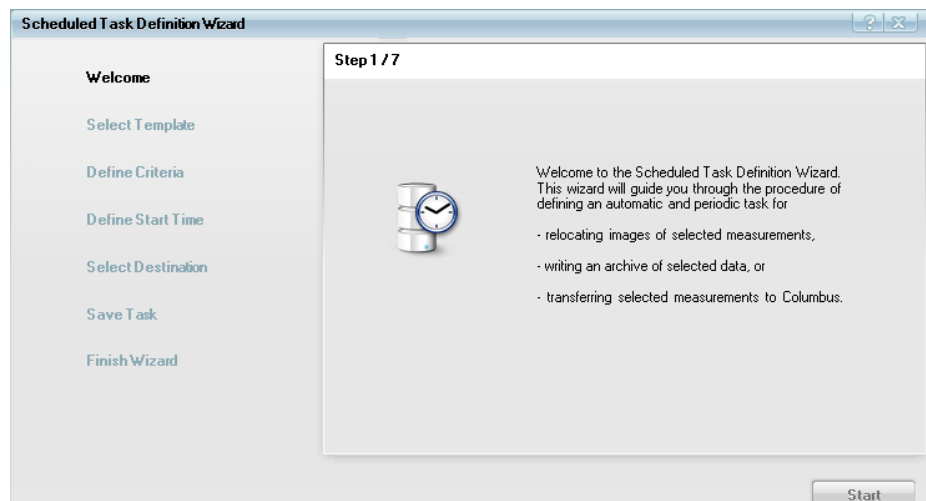 Scheduled Task Definition Wizard
Welcome
Select Template
Define Criteria
Define Start Time
Select Destination
Save Task
Finish Wizard
Step 1 / 7
Welcome to the Scheduled Task Definition Wizard.
This wizard will guide you through the procedure of
defining an automatic and periodic task for
- relocating images of selected measurements,
- writing an archive of selected data, or
- transferring selected measurements to Columbus.
Start